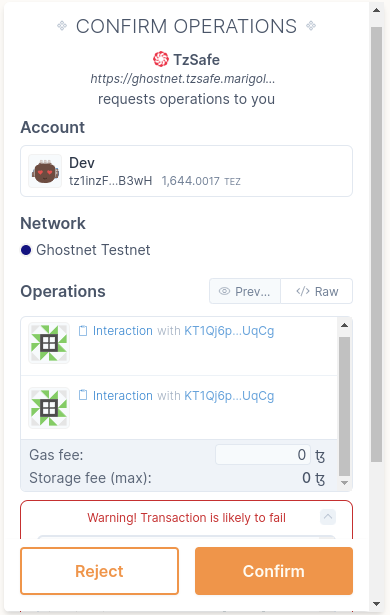 CONFIRM OPERATIONS
TzSafe
https://ghostnet.tzsafe.marigol...
requests operations to you
Account
Dev
tz1inzF...B3wH 1,644.0017 TEZ
Network
Ghostnet Testnet
Operations
Prev... </> Raw
Interaction with KT1Qj6p...UqCg
Interaction with KT1Qj6p...UqCg
Gas fee: 0 ꜩ
Storage fee (max): 0 ꜩ
Warning! Transaction is likely to fail
Reject Confirm